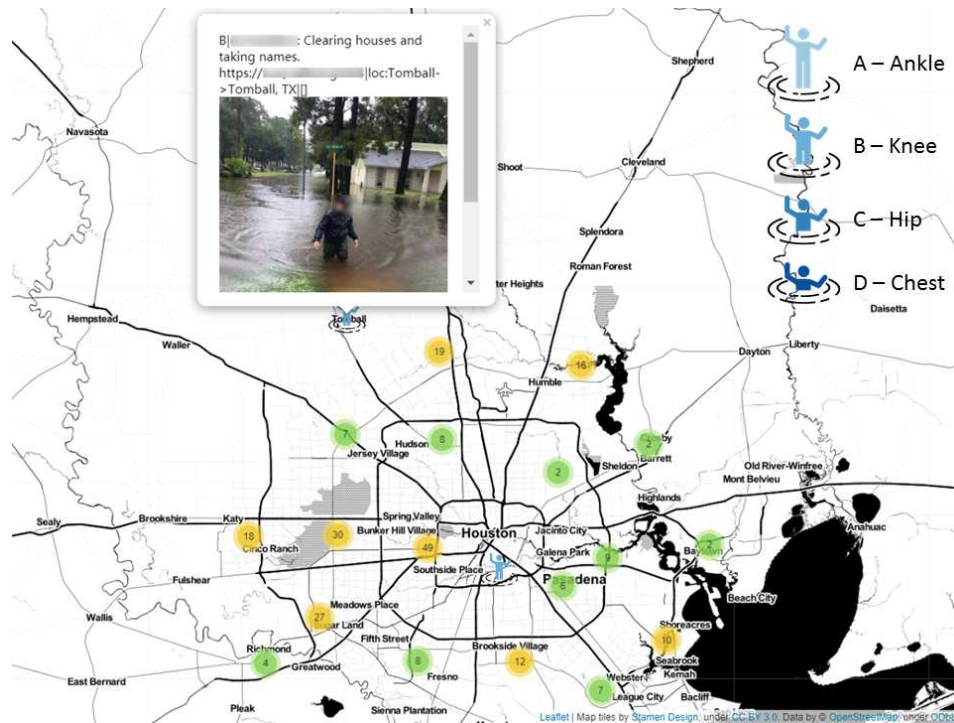 B| : Clearing houses and
taking names.
https:// |loc:Tomball-
>Tomball, TX|[]
×
A – Ankle
B – Knee
C – Hip
D – Chest
Shepherd
Navasota
Shoot
Cleveland
Splendora
Roman Forest
ter Heights
Daisetta
Tomball
Hempstead
Waller
19
16
Humble
Dayton
Liberty
7
Jersey Village
Hudson
8
2
2
Crosby
Barrett
Sheldon
Old River-Winfree
Mont Belvieu
Highlands
Anahuac
Sealy
Brookshire
Katy
18
Cinco Ranch
30
Spring Valley
Bunker Hill Village
49
Houston
Jacinto City
Galena Park
9
2
Baytown
Southside Place
Pasadena
6
Fulshear
Beach City
Wallis
Meadows Place
27
Sugar Land
Fifth Street
Shoreacres
10
Seabrook
Kemah
Richmond
4
Greatwood
8
Fresno
Brookside Village
12
Webster
7
League City
Bacliff
East Bernard
Pleak
Sienna Plantation
Leaflet | Map tiles by Stamen Design, under CC BY 3.0. Data by © OpenStreetMap, under ODb